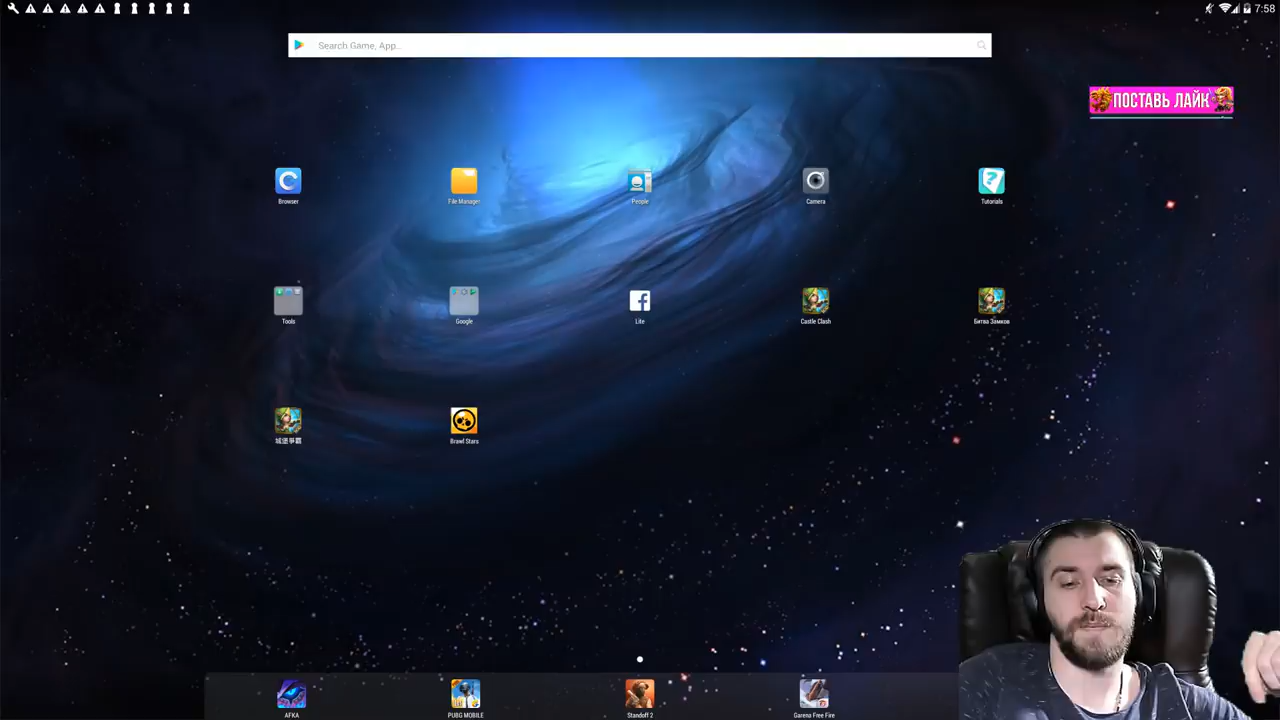 7:58
Search Game, App...
ПОСТАВЬ ЛАЙК
Browser
File Manager
People
Camera
Tutorials
Tools
Google
Lite
Castle Clash
Битва Замков
城堡爭霸
Brawl Stars
AFKA
PUBG MOBILE
Standoff 2
Garena Free Fire